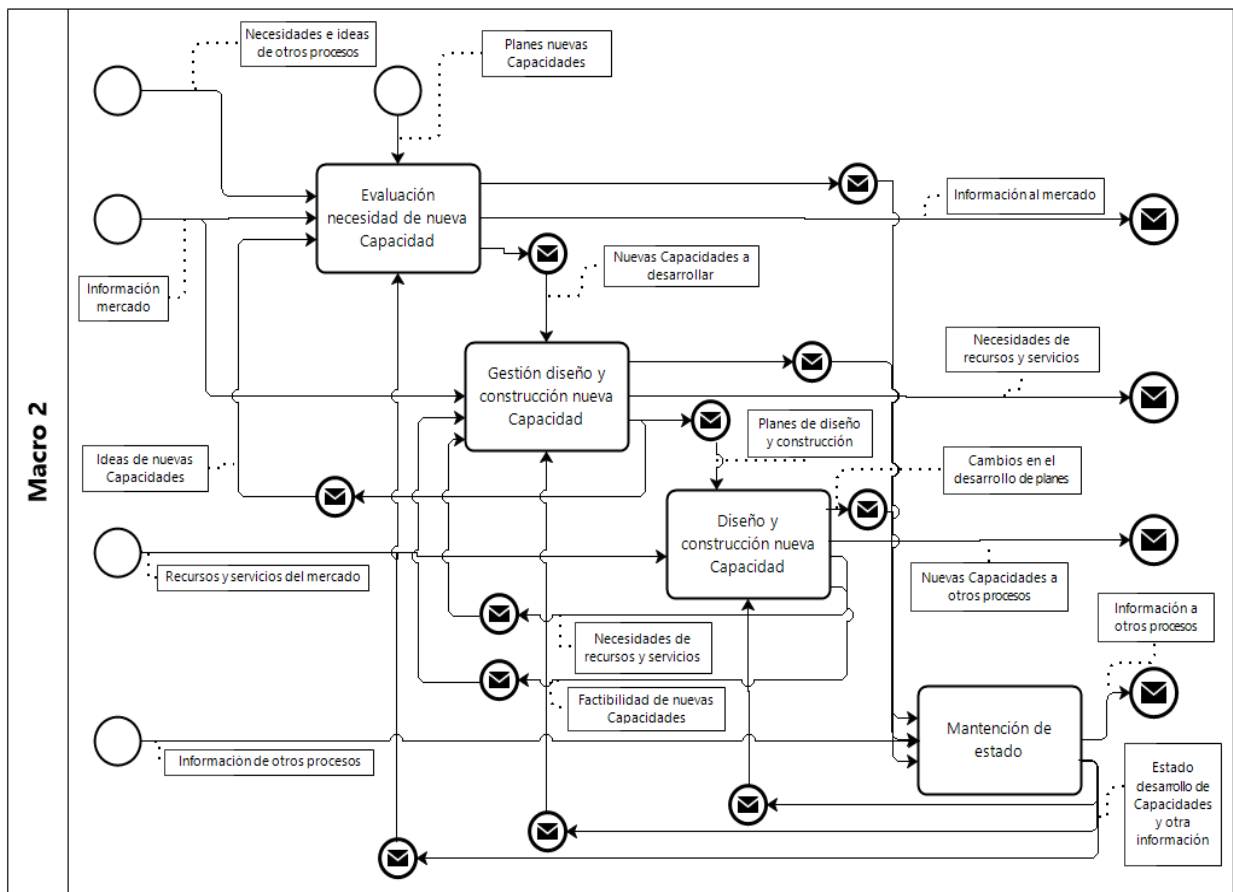 Macro 2
Necesidades e ideas
de otros procesos
Planes nuevas
Capacidades
Evaluación
necesidad de nueva
Capacidad
Información al mercado
Información
mercado
Nuevas Capacidades a
desarrollar
Necesidades de
recursos y servicios
Gestión diseño y
construcción nueva
Capacidad
Planes de diseño
y construcción
Ideas de nuevas
Capacidades
Cambios en el
desarrollo de planes
Diseño y
construcción nueva
Capacidad
Recursos y servicios del mercado
Nuevas Capacidades a
otros procesos
Información a
otros procesos
Necesidades de
recursos y servicios
Factibilidad de nuevas
Capacidades
Mantención de
estado
Información de otros procesos
Estado
desarrollo de
Capacidades
y otra
información